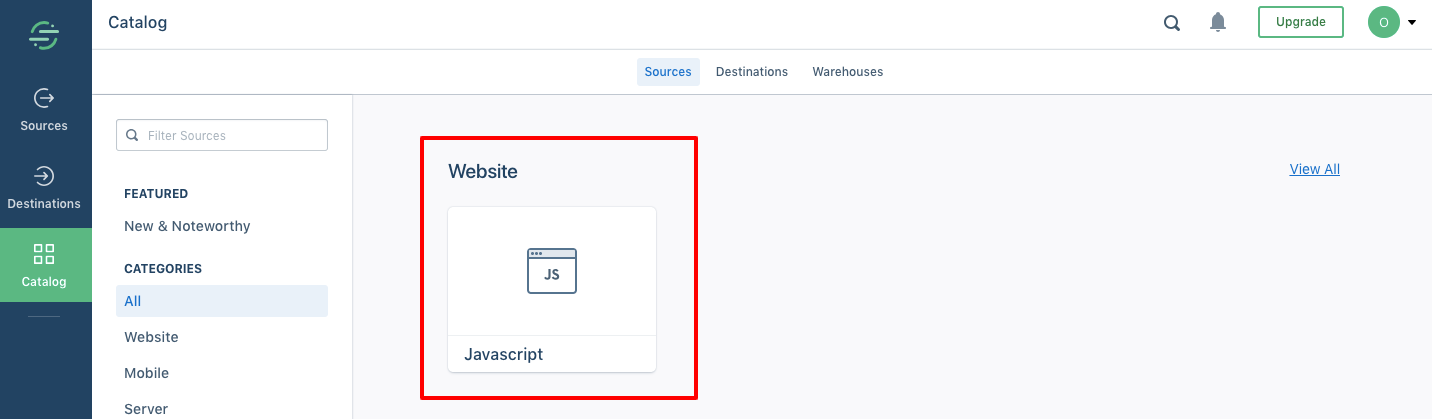 Catalog
Upgrade
O
Sources
Destinations
Warehouses
Sources
Destinations
Catalog
Filter Sources
FEATURED
New & Noteworthy
CATEGORIES
All
Website
Mobile
Server
Website
View All
JS
Javascript